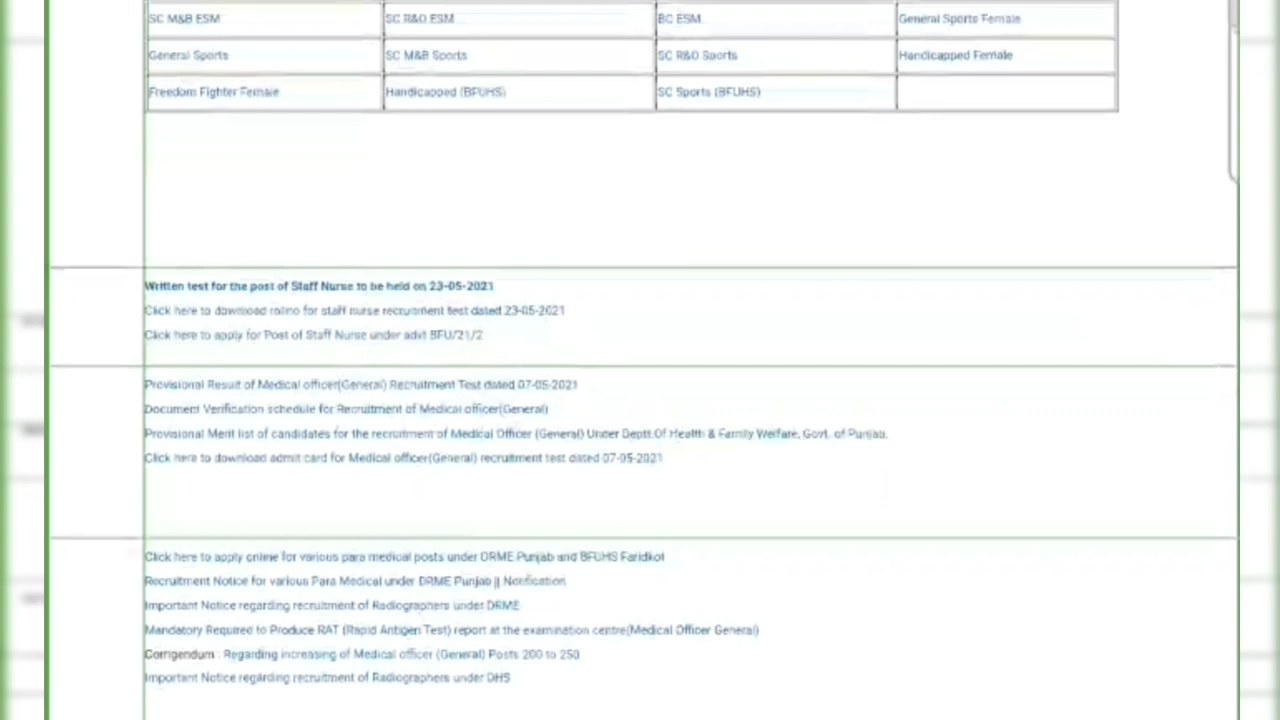 SC M&B ESM SC R&O ESM BC ESM General Sports Female
General Sports SC M&B Sports SC R&O Sports Handicapped Female
Freedom Fighter Female Handicapped (BFUHS) SC Sports (BFUHS)
Written test for the post of Staff Nurse to be held on 23-05-2021
Click here to download rollno for staff nurse recruitment test dated 23-05-2021
Click here to apply for Post of Staff Nurse under advt BFU/21/2
Provisional Result of Medical officer(General) Recruitment Test dated 07-05-2021
Document Verification schedule for Recruitment of Medical officer(General)
Provisional Merit list of candidates for the recruitment of Medical Officer (General) Under Deptt.Of Health & Family Welfare, Govt. of Punjab.
Click here to download admit card for Medical officer(General) recruitment test dated 07-05-2021
Click here to apply online for various para medical posts under DRME Punjab and BFUHS Faridkot
Recruitment Notice for various Para Medical under DRME Punjab || Notification
Important Notice regarding recruitment of Radiographers under DRME
Mandatory Required to Produce RAT (Rapid Antigen Test) report at the examination centre(Medical Officer General)
Corrigendum : Regarding increasing of Medical officer (General) Posts 200 to 250
Important Notice regarding recruitment of Radiographers under DHS